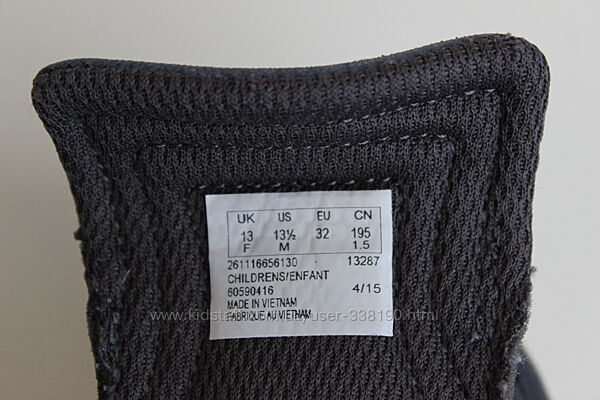 UK US EU CN
13 13½ 32 195
F M 1.5
261116656130 13287
CHILDRENS/ENFANT
60590416 4/15
MADE IN VIETNAM
FABRIQUE AU VIETNAM